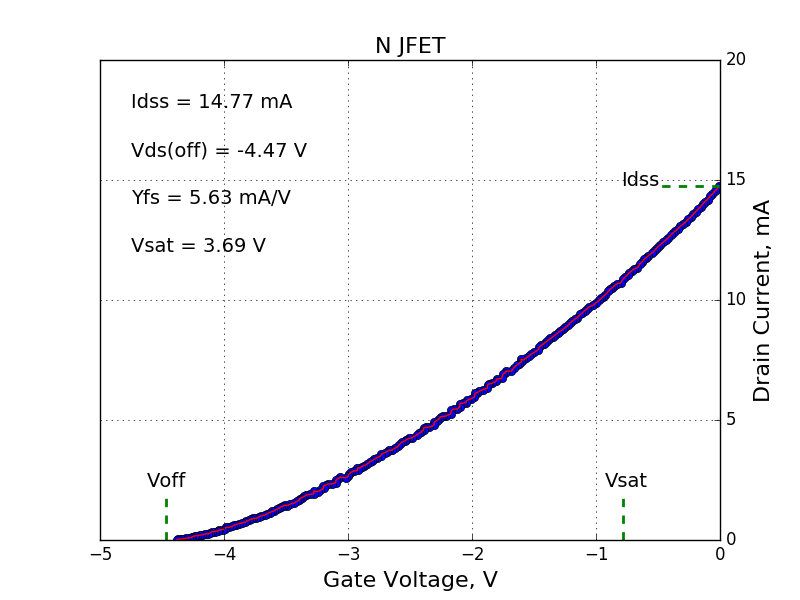 N JFET
Idss = 14.77 mA
Vds(off) = -4.47 V
Yfs = 5.63 mA/V
Vsat = 3.69 V
Idss
Voff
Vsat
20
15
10
5
0
Drain Current, mA
−5 −4 −3 −2 −1 0
Gate Voltage, V